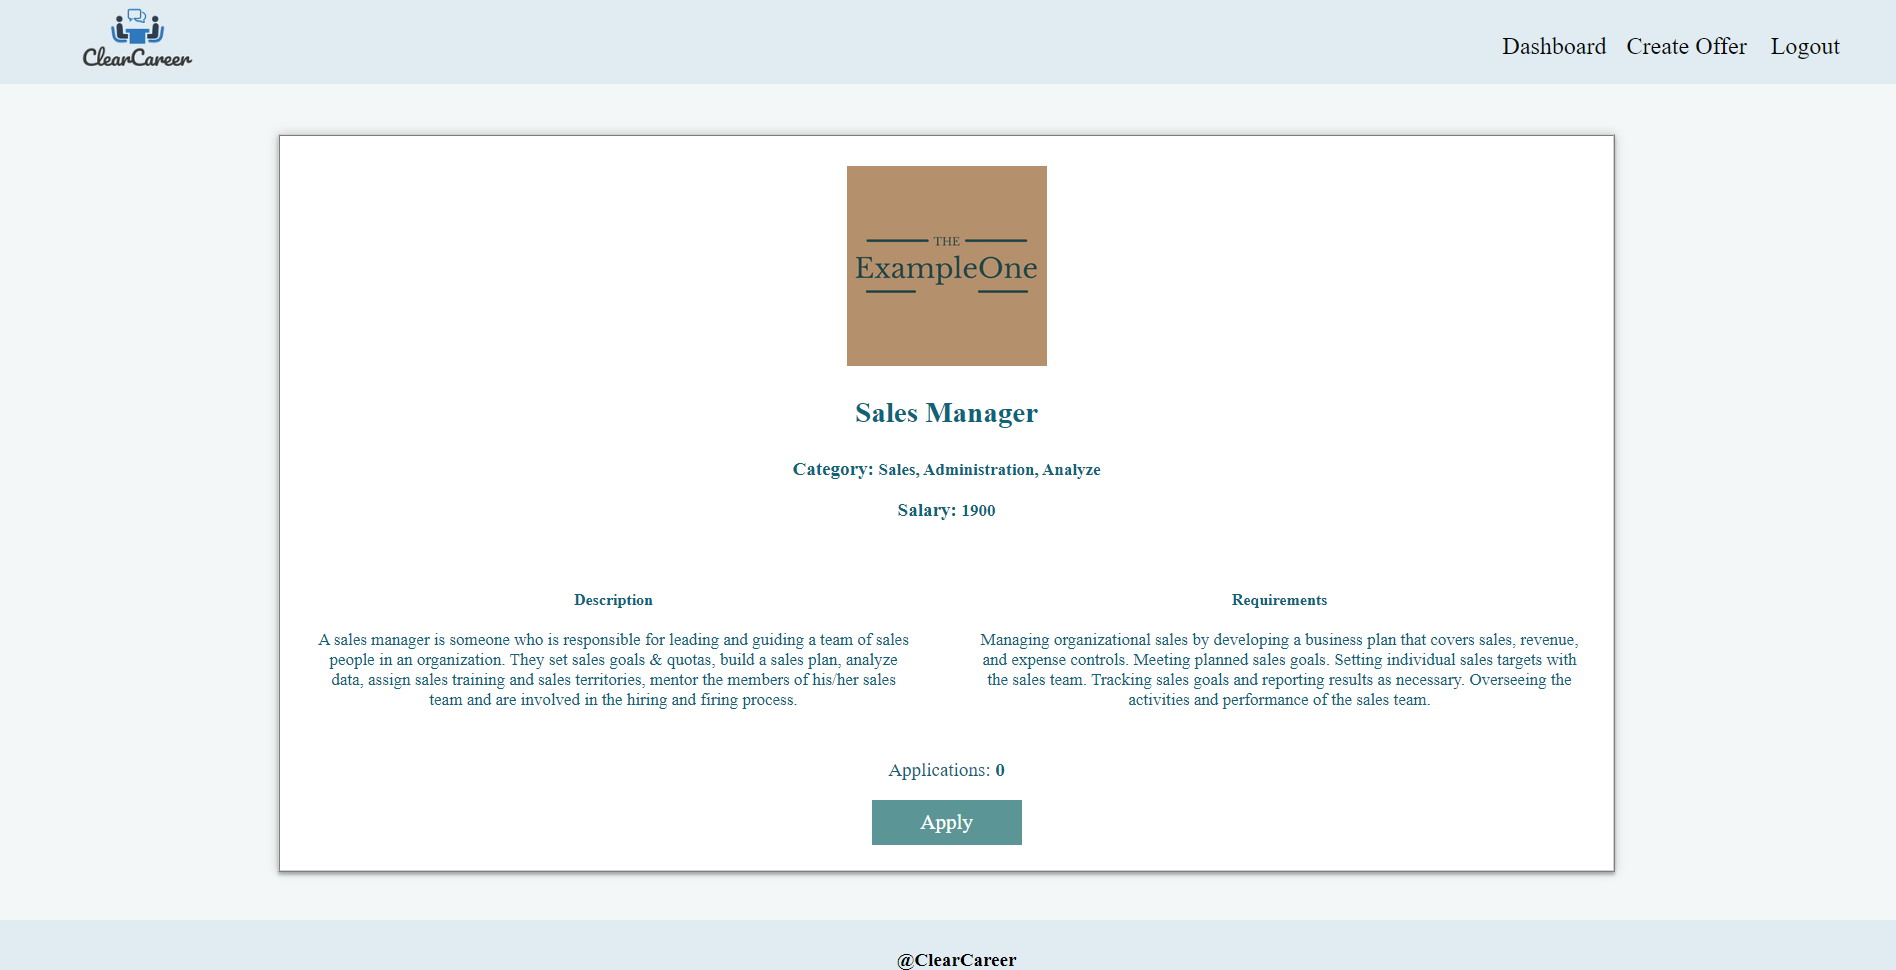 ClearCareer
Dashboard Create Offer Logout
THE
ExampleOne
Sales Manager
Category: Sales, Administration, Analyze
Salary: 1900
Description
A sales manager is someone who is responsible for leading and guiding a team of sales
people in an organization. They set sales goals & quotas, build a sales plan, analyze
data, assign sales training and sales territories, mentor the members of his/her sales
team and are involved in the hiring and firing process.
Requirements
Managing organizational sales by developing a business plan that covers sales, revenue,
and expense controls. Meeting planned sales goals. Setting individual sales targets with
the sales team. Tracking sales goals and reporting results as necessary. Overseeing the
activities and performance of the sales team.
Applications: 0
Apply
@ClearCareer